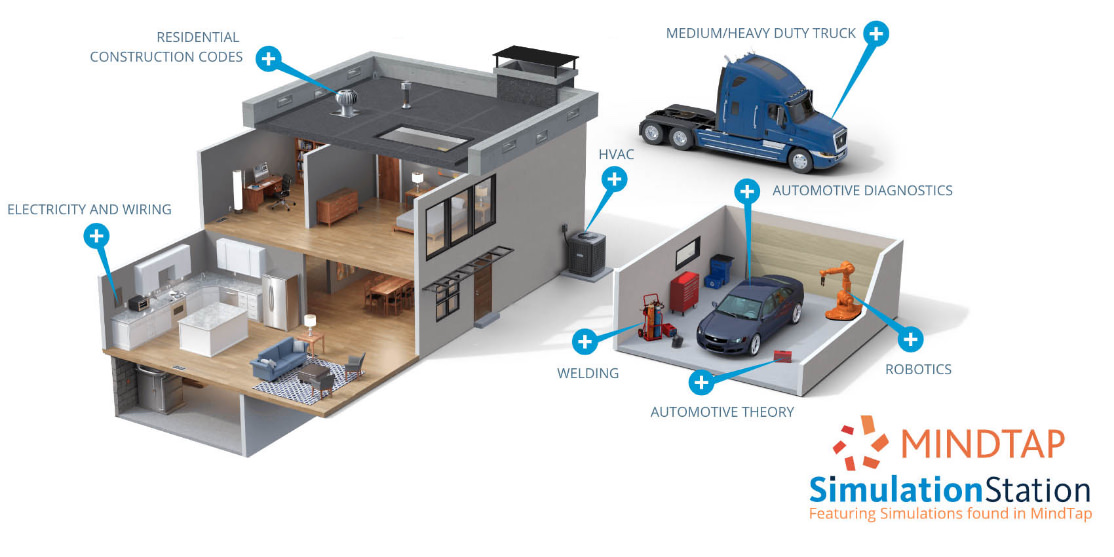 RESIDENTIAL
CONSTRUCTION CODES
MEDIUM/HEAVY DUTY TRUCK
HVAC
AUTOMOTIVE DIAGNOSTICS
ELECTRICITY AND WIRING
WELDING
ROBOTICS
AUTOMOTIVE THEORY
MINDTAP
SimulationStation
Featuring Simulations found in MindTap